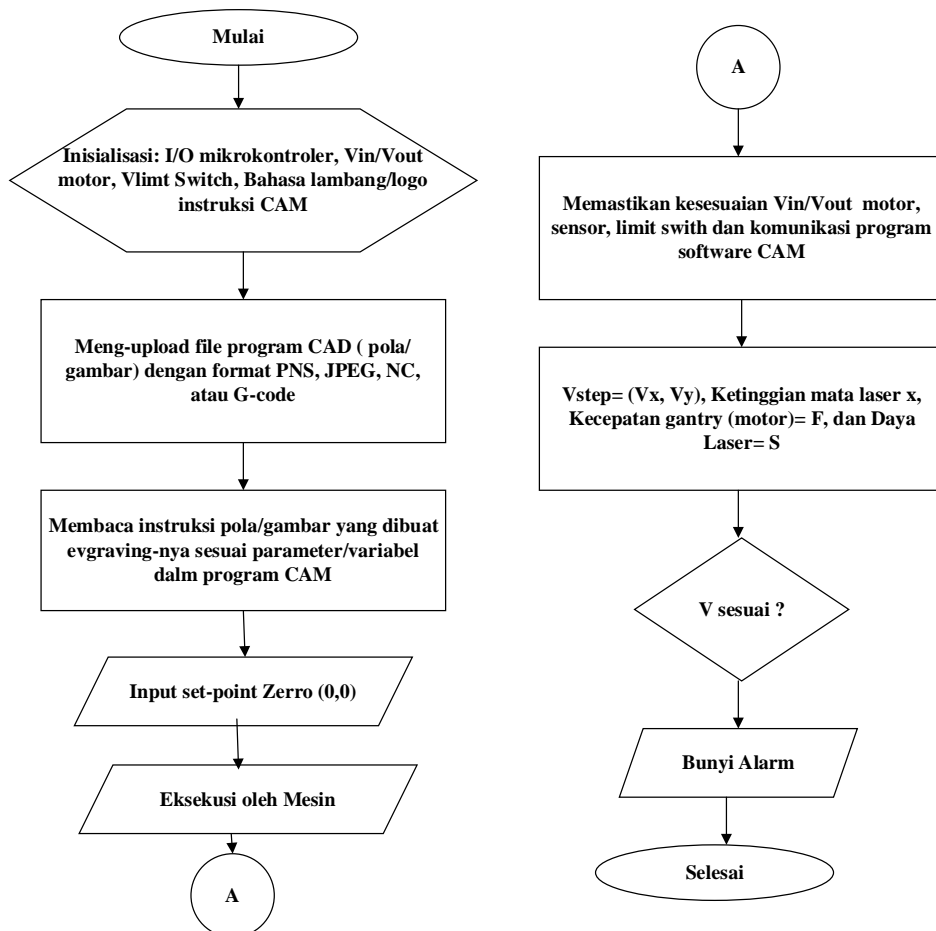 Mulai
Inisialisasi: I/O mikrokontroler, Vin/Vout
motor, Vlimt Switch, Bahasa lambang/logo
instruksi CAM
Meng-upload file program CAD ( pola/
gambar) dengan format PNS, JPEG, NC,
atau G-code
Membaca instruksi pola/gambar yang dibuat
evgraving-nya sesuai parameter/variabel
dalm program CAM
Input set-point Zerro (0,0)
Eksekusi oleh Mesin
A
A
Memastikan kesesuaian Vin/Vout motor,
sensor, limit swith dan komunikasi program
software CAM
Vstep= (Vx, Vy), Ketinggian mata laser x,
Kecepatan gantry (motor)= F, dan Daya
Laser= S
V sesuai ?
Bunyi Alarm
Selesai